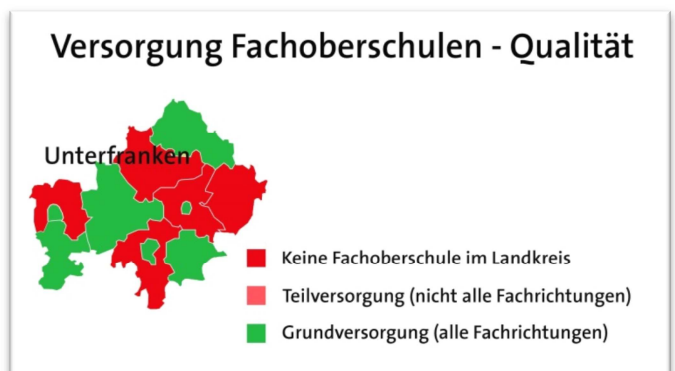 Versorgung Fachoberschulen - Qualität
Unterfranken
Keine Fachoberschule im Landkreis
Teilversorgung (nicht alle Fachrichtungen)
Grundversorgung (alle Fachrichtungen)